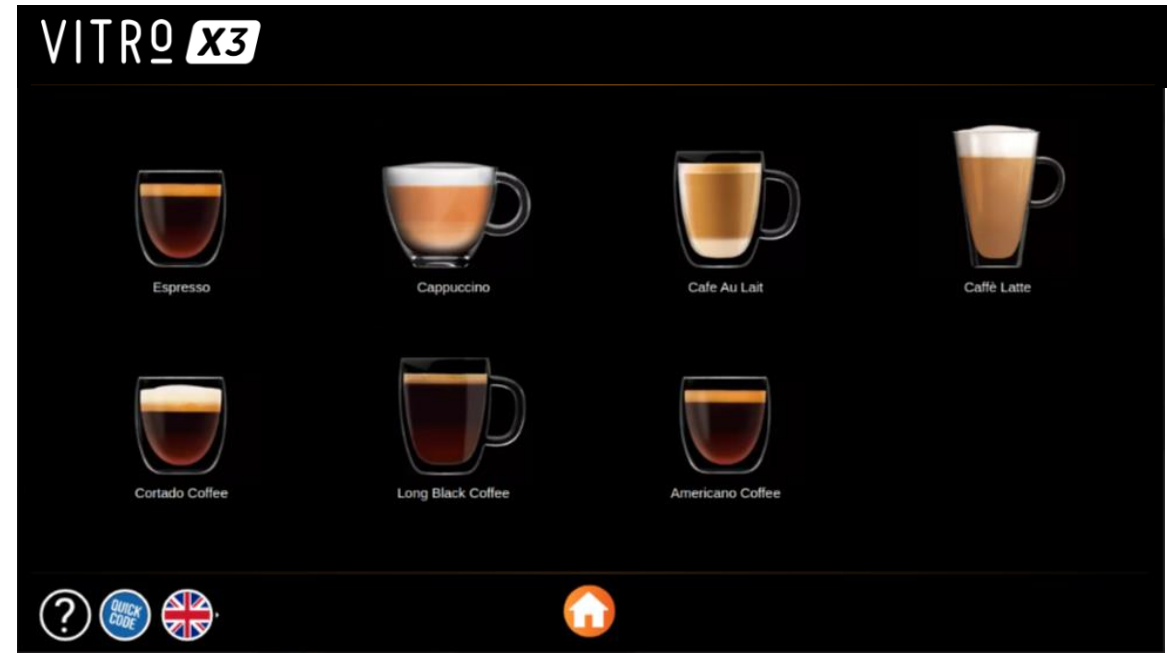 VITRO X3
Espresso
Cappuccino
Cafe Au Lait
Caffè Latte
Cortado Coffee
Long Black Coffee
Americano Coffee
?
QUICK
CODE